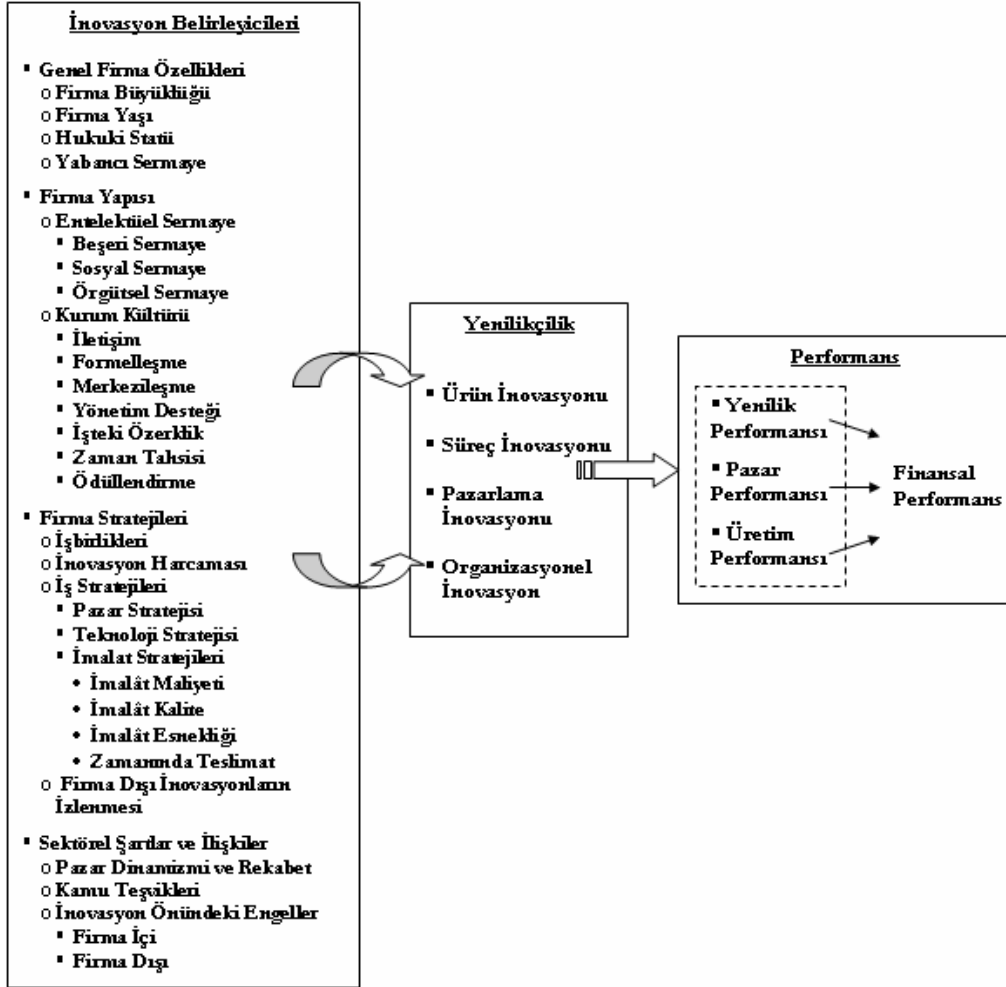 İnovasyon Belirleyicileri
▪ Genel Firma Özellikleri
o Firma Büyüklüğü
o Firma Yaşı
o Hukuki Statü
o Yabancı Sermaye
▪ Firma Yapısı
o Entelektüel Sermaye
▪ Beşeri Sermaye
▪ Sosyal Sermaye
▪ Örgütsel Sermaye
o Kurum Kültürü
▪ İletişim
▪ Formelleşme
▪ Merkezileşme
▪ Yönetim Desteği
▪ İşteki Özerklik
▪ Zaman Tahsisi
▪ Ödüllendirme
▪ Firma Stratejileri
o İşbirlikleri
o İnovasyon Harcaması
o İş Stratejileri
▪ Pazar Stratejisi
▪ Teknoloji Stratejisi
▪ İmalat Stratejileri
• İmalât Maliyeti
• İmalât Kalite
• İmalât Esnekliği
• Zamanında Teslimat
o Firma Dışı İnovasyonların
İzlenmesi
▪ Sektörel Şartlar ve İlişkiler
o Pazar Dinamizmi ve Rekabet
o Kamu Teşvikleri
o İnovasyon Önündeki Engeller
▪ Firma İçi
▪ Firma Dışı
Yenilikçilik
▪ Ürün İnovasyonu
▪ Süreç İnovasyonu
▪ Pazarlama
İnovasyonu
▪ Organizasyonel
İnovasyon
Performans
▪ Yenilik
Performansı
▪ Pazar
Performansı
▪ Üretim
Performansı
Finansal
Performans